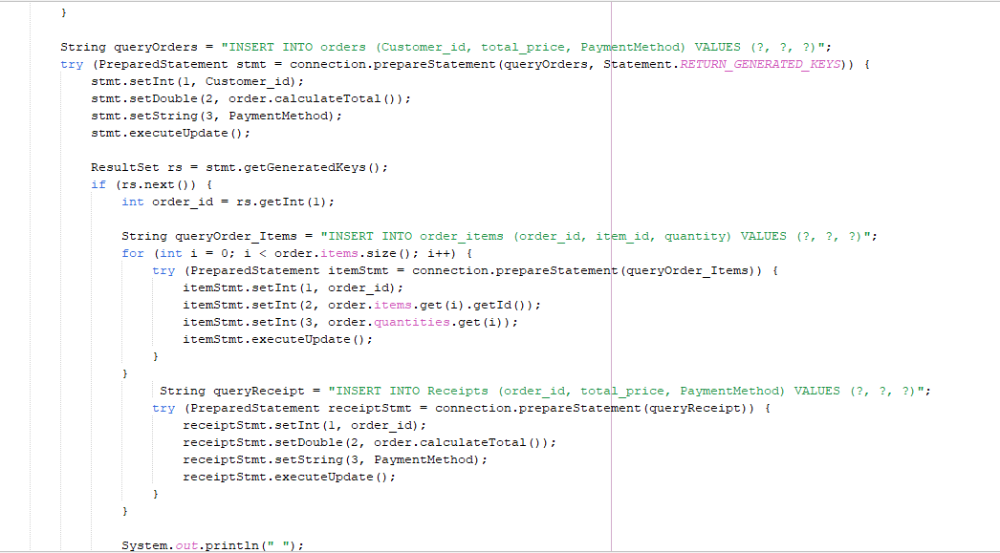 }
String queryOrders = "INSERT INTO orders (Customer_id, total_price, PaymentMethod) VALUES (?, ?, ?)";
try (PreparedStatement stmt = connection.prepareStatement(queryOrders, Statement.RETURN_GENERATED_KEYS)) {
stmt.setInt(1, Customer_id);
stmt.setDouble(2, order.calculateTotal());
stmt.setString(3, PaymentMethod);
stmt.executeUpdate();
ResultSet rs = stmt.getGeneratedKeys();
if (rs.next()) {
int order_id = rs.getInt(1);
String queryOrder_Items = "INSERT INTO order_items (order_id, item_id, quantity) VALUES (?, ?, ?)";
for (int i = 0; i < order.items.size(); i++) {
try (PreparedStatement itemStmt = connection.prepareStatement(queryOrder_Items)) {
itemStmt.setInt(1, order_id);
itemStmt.setInt(2, order.items.get(i).getId());
itemStmt.setInt(3, order.quantities.get(i));
itemStmt.executeUpdate();
}
}
String queryReceipt = "INSERT INTO Receipts (order_id, total_price, PaymentMethod) VALUES (?, ?, ?)";
try (PreparedStatement receiptStmt = connection.prepareStatement(queryReceipt)) {
receiptStmt.setInt(1, order_id);
receiptStmt.setDouble(2, order.calculateTotal());
receiptStmt.setString(3, PaymentMethod);
receiptStmt.executeUpdate();
}
}
System.out.println(" ");